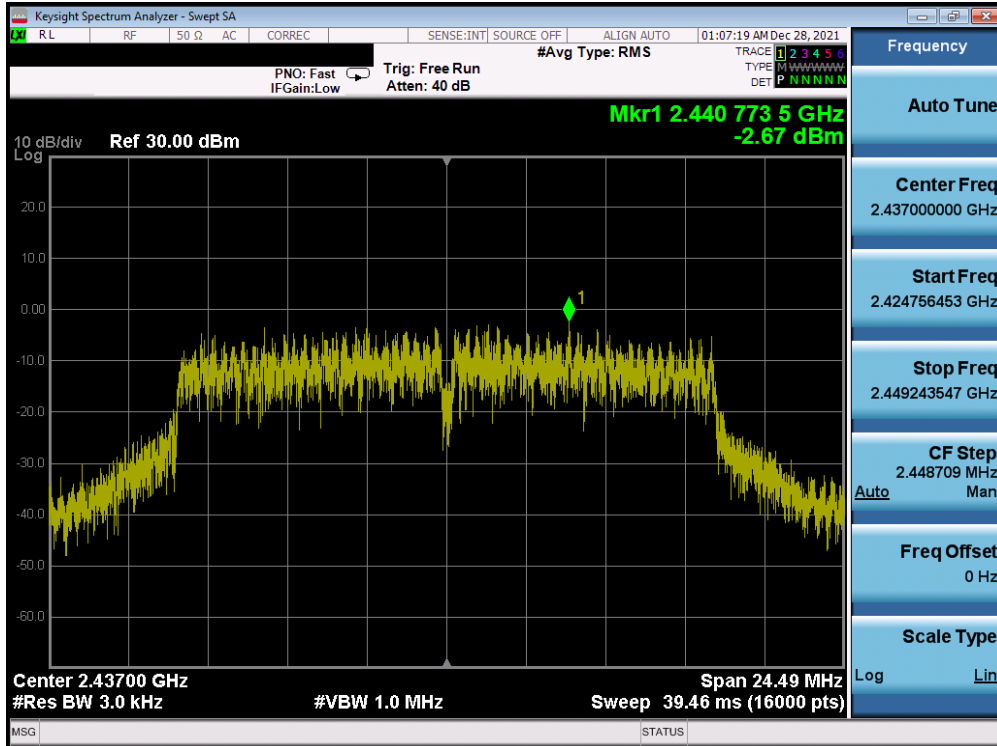 Keysight Spectrum Analyzer - Swept SA
LXI RL RF 50 Ω AC CORREC SENSE:INT SOURCE OFF ALIGN AUTO 01:07:19 AM Dec 28, 2021
#Avg Type: RMS TRACE 1 2 3 4 5 6
PNO: Fast Trig: Free Run TYPE M WWWWW
IFGain:Low Atten: 40 dB DET P N N N N N
Mkr1 2.440 773 5 GHz
-2.67 dBm
10 dB/div Ref 30.00 dBm
Log
20.0
10.0
0.00
-10.0
-20.0
-30.0
-40.0
-50.0
-60.0
1
Center 2.43700 GHz Span 24.49 MHz
#Res BW 3.0 kHz #VBW 1.0 MHz Sweep 39.46 ms (16000 pts)
MSG STATUS
Frequency
Auto Tune
Center Freq
2.437000000 GHz
Start Freq
2.424756453 GHz
Stop Freq
2.449243547 GHz
CF Step
2.448709 MHz
Auto Man
Freq Offset
0 Hz
Scale Type
Log Lin